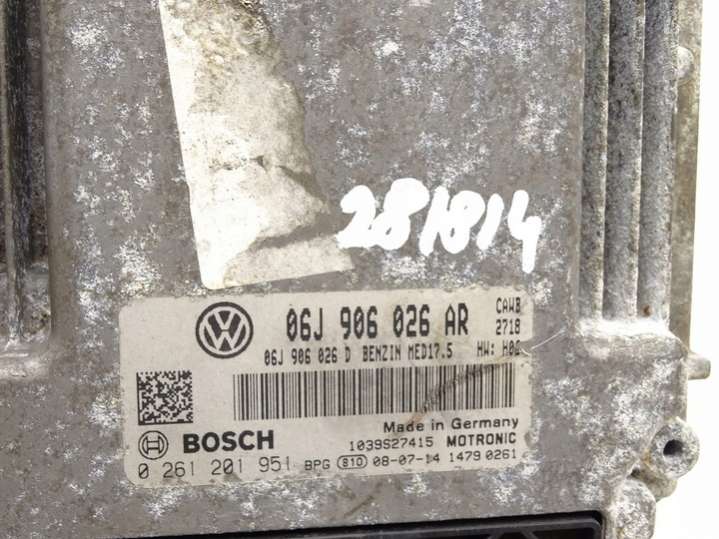 281814
06J 906 026 AR CAWB
2718
06J 906 026 D BENZIN MED17.5 HW: H06
Made in Germany
BOSCH 1039S27415 MOTRONIC
0 261 201 951 BPG 810 08-07-14 1479 0261